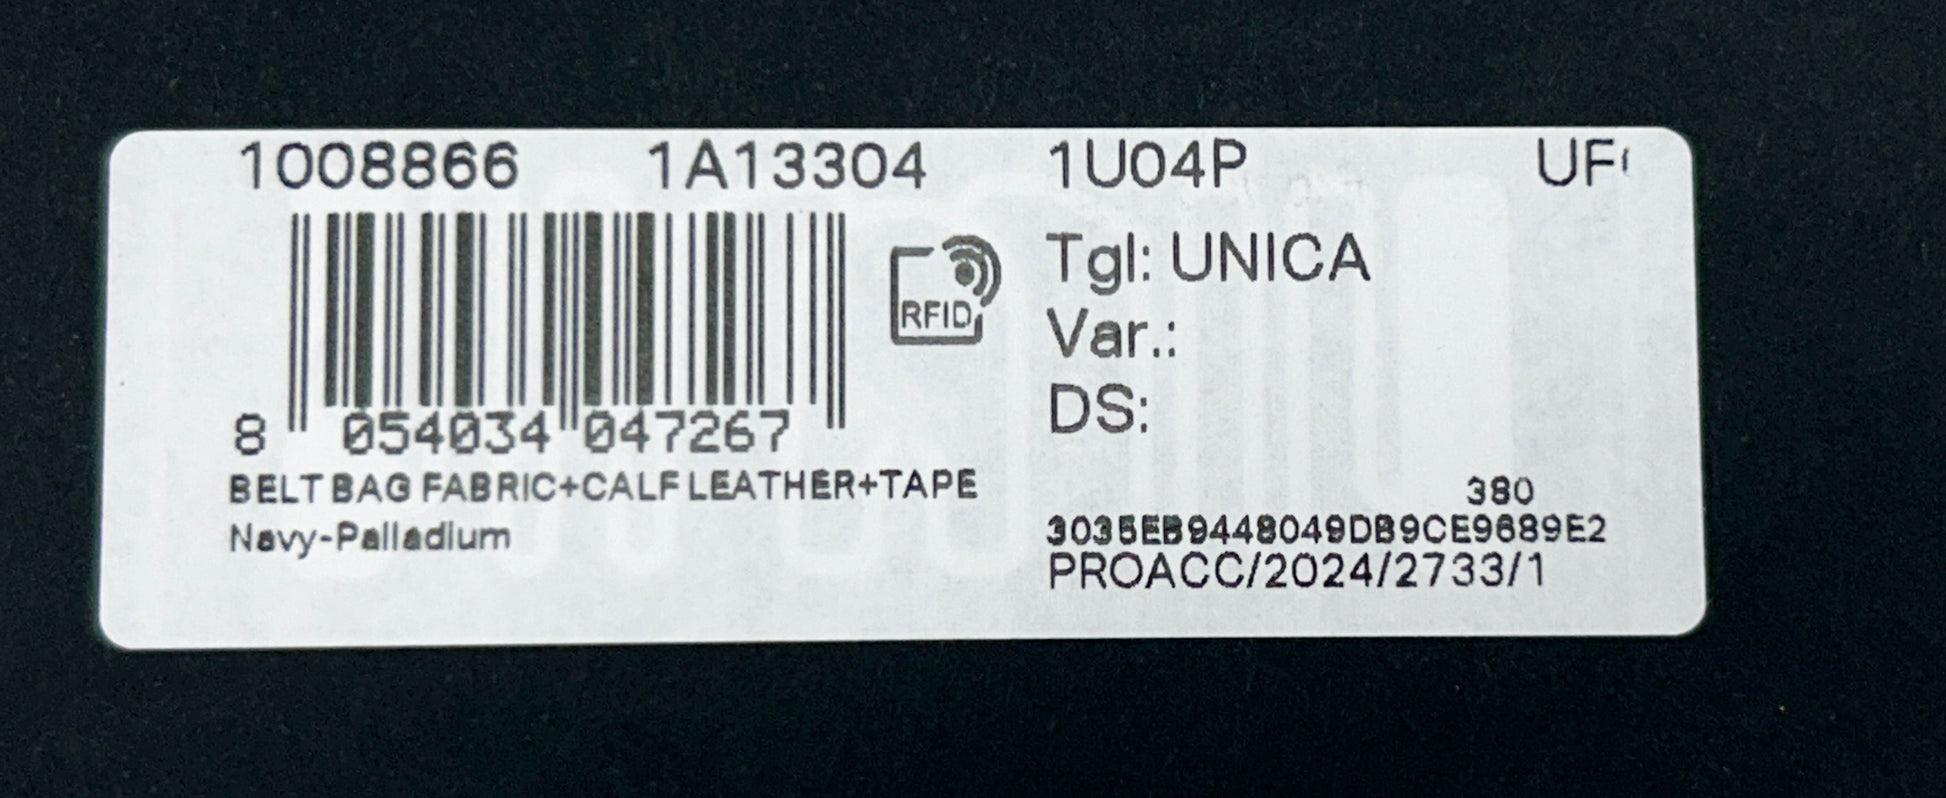 1008866 1A13304 1U04P
RFID
Tgl: UNICA
Var.:
DS:
8 054034 047267
BELT BAG FABRIC+CALF LEATHER+TAPE
Navy-Palladium
380
3035EB9448049DB9CE9689E2
PROACC/2024/2733/1